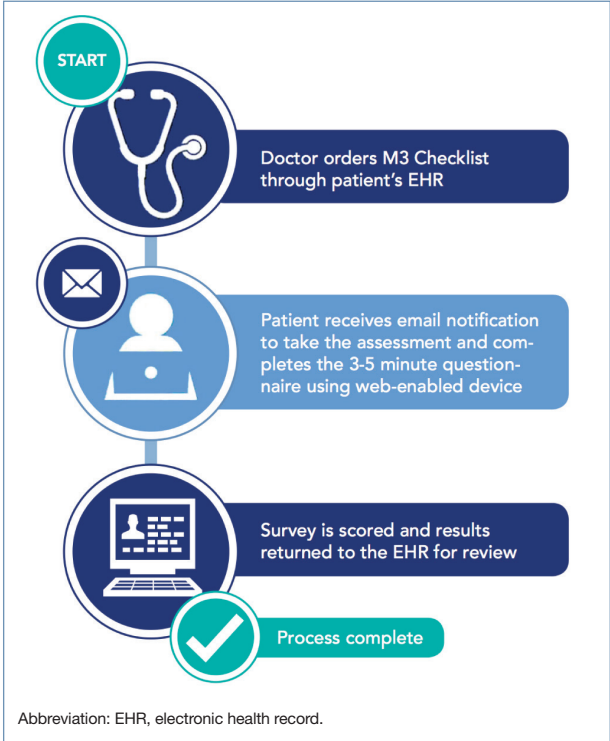 START
Doctor orders M3 Checklist
through patient's EHR
Patient receives email notification
to take the assessment and com-
pletes the 3-5 minute question-
naire using web-enabled device
Survey is scored and results
returned to the EHR for review
Process complete
Abbreviation: EHR, electronic health record.